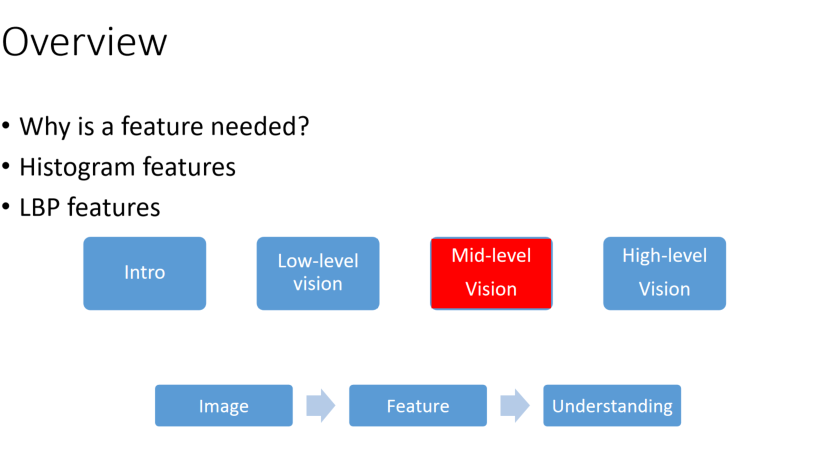 Overview
• Why is a feature needed?
• Histogram features
• LBP features
Intro
Low-level
vision
Mid-level
Vision
High-level
Vision
Image
Feature
Understanding